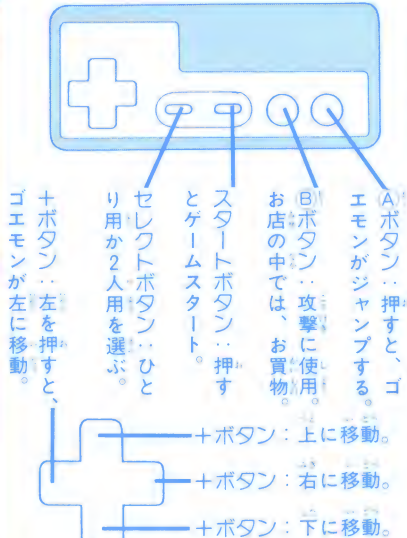 Ⓐボタン：押すと、ゴ
エモンがジャンプする。
Ⓑボタン：攻撃に使用。
お店の中では、お買物。
スタートボタン：押す
とゲームスタート。
セレクトボタン：ひと
り用か2人用を選ぶ。
＋ボタン：左を押すと、
ゴエモンが左に移動。
＋ボタン：上に移動。
＋ボタン：右に移動。
＋ボタン：下に移動。